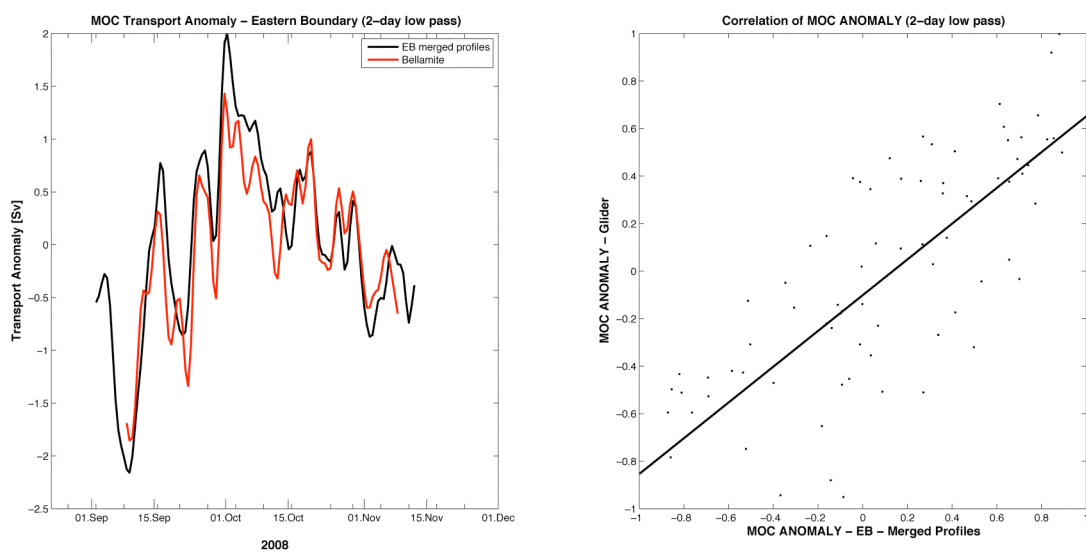 MOC Transport Anomaly – Eastern Boundary (2-day low pass)
EB merged profiles
Bellamite
Transport Anomaly [Sv]
2
1.5
1
0.5
0
−0.5
−1
−1.5
−2
−2.5
01.Sep 15.Sep 01.Oct 15.Oct 01.Nov 15.Nov 01.Dec
2008
Correlation of MOC ANOMALY (2-day low pass)
MOC ANOMALY – Glider
1
0.8
0.6
0.4
0.2
0
−0.2
−0.4
−0.6
−0.8
−1
−1 −0.8 −0.6 −0.4 −0.2 0 0.2 0.4 0.6 0.8 1
MOC ANOMALY – EB – Merged Profiles